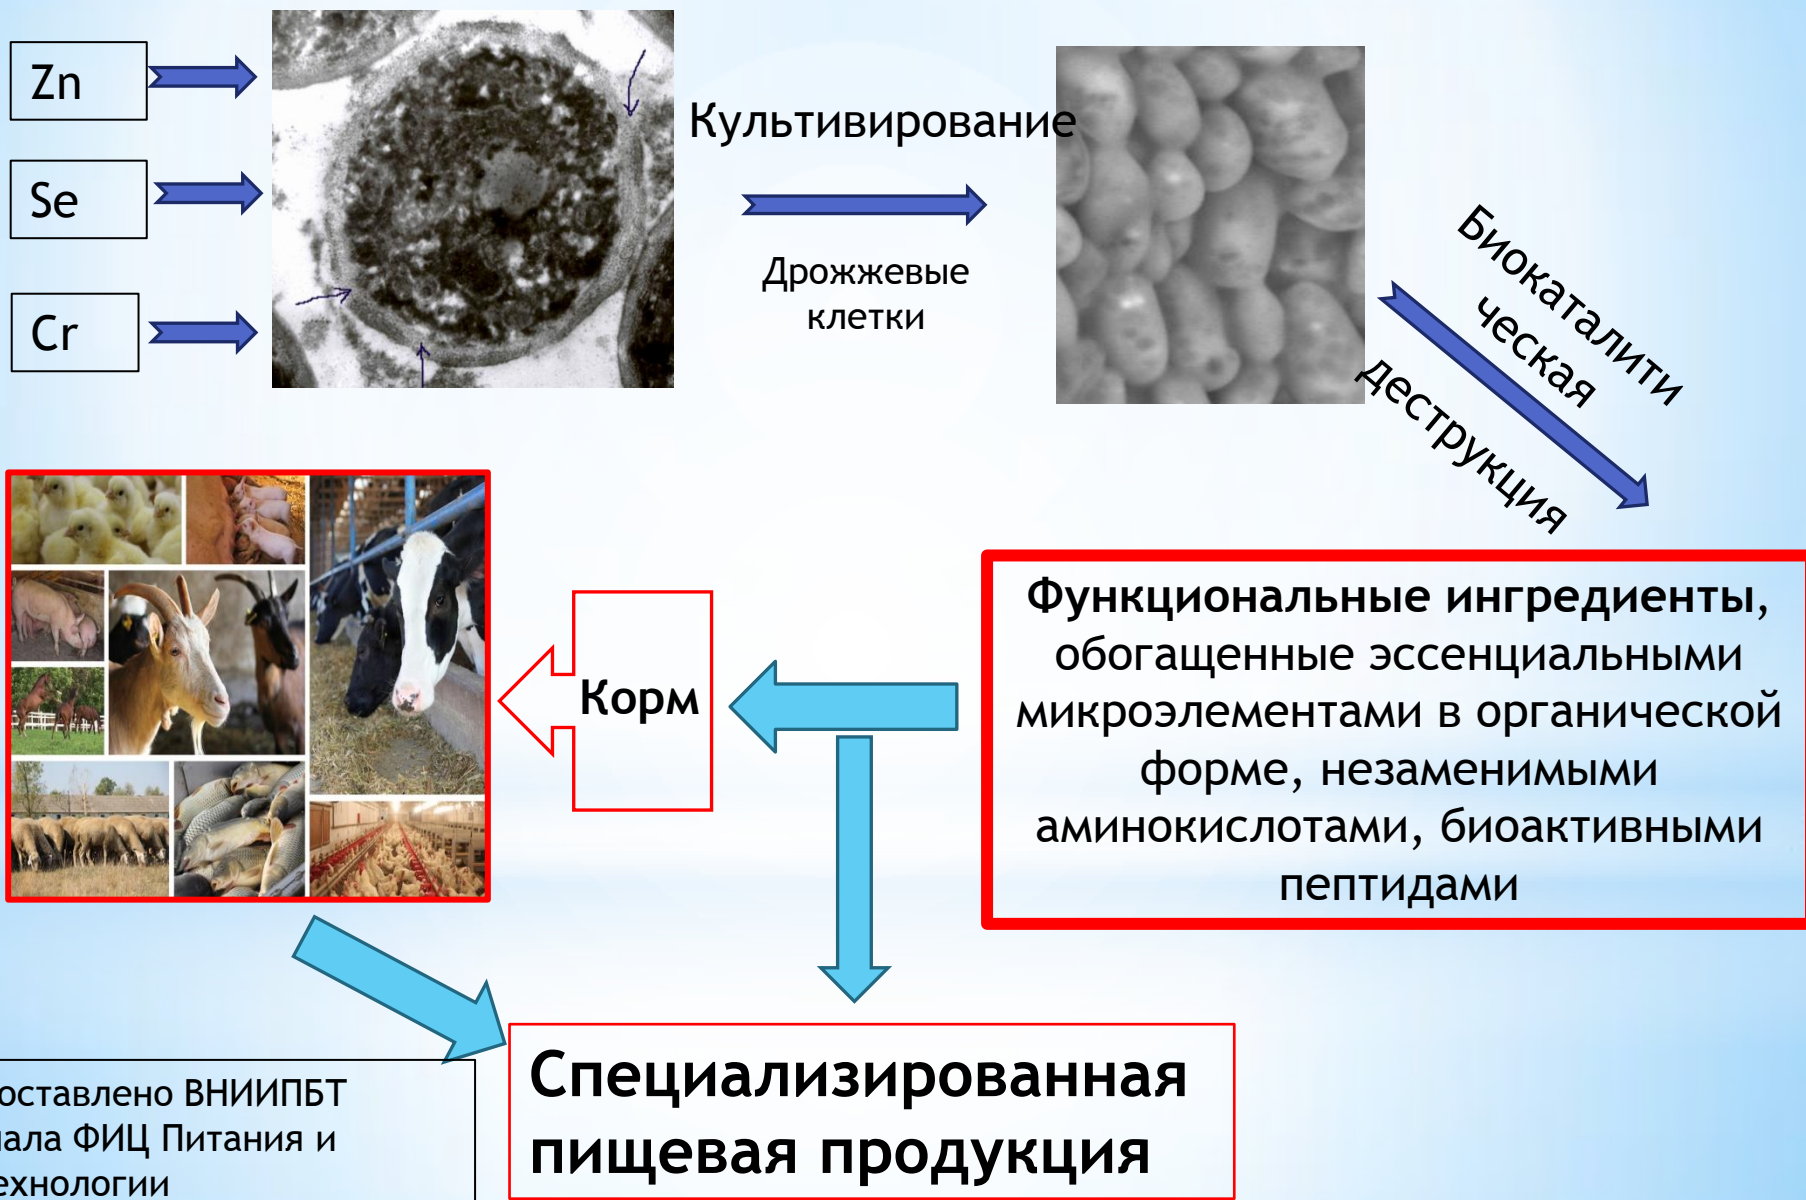 Zn
Se
Cr
Культивирование
Дрожжевые
клетки
Биокаталити
ческая
деструкция
Функциональные ингредиенты,
обогащенные эссенциальными
микроэлементами в органической
форме, незаменимыми
аминокислотами, биоактивными
пептидами
Корм
Специализированная
пищевая продукция
оставлено ВНИИПБТ
ала ФИЦ Питания и
ехнологии